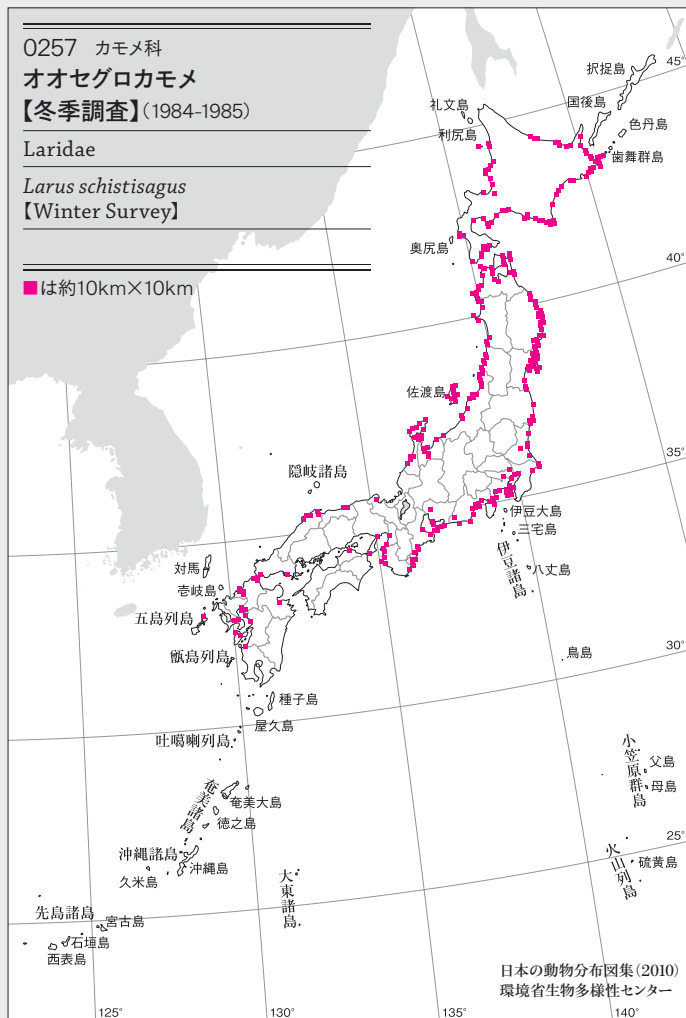 0257 カモメ科
オオセグロカモメ
【冬季調査】(1984-1985)
Laridae
Larus schistisagus
【Winter Survey】
■は約10km×10km
択捉島
45°
礼文島
国後島
色丹島
利尻島
歯舞群島
奥尻島
40°
佐渡島
35°
隠岐諸島
伊豆大島
三宅島
対馬
伊豆諸島
八丈島
壱岐島
五島列島
鳥島
30°
甑島列島
種子島
屋久島
吐噶喇列島
小笠原群島
父島
母島
奄美諸島
奄美大島
徳之島
25°
沖縄諸島
沖縄島
久米島
火山列島
硫黄島
大東諸島
先島諸島
宮古島
石垣島
西表島
日本の動物分布図集(2010)
環境省生物多様性センター
125°
130°
135°
140°